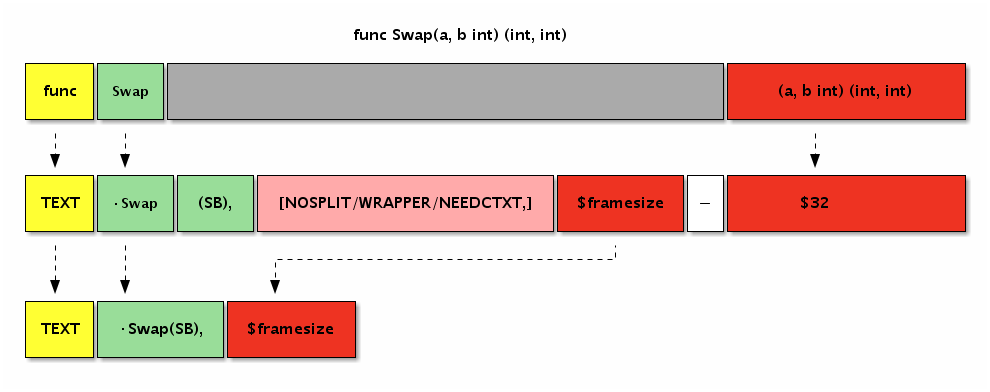 func Swap(a, b int) (int, int)
func Swap (a, b int) (int, int)
TEXT ·Swap (SB), [NOSPLIT/WRAPPER/NEEDCTXT,] $framesize – $32
TEXT ·Swap(SB), $framesize